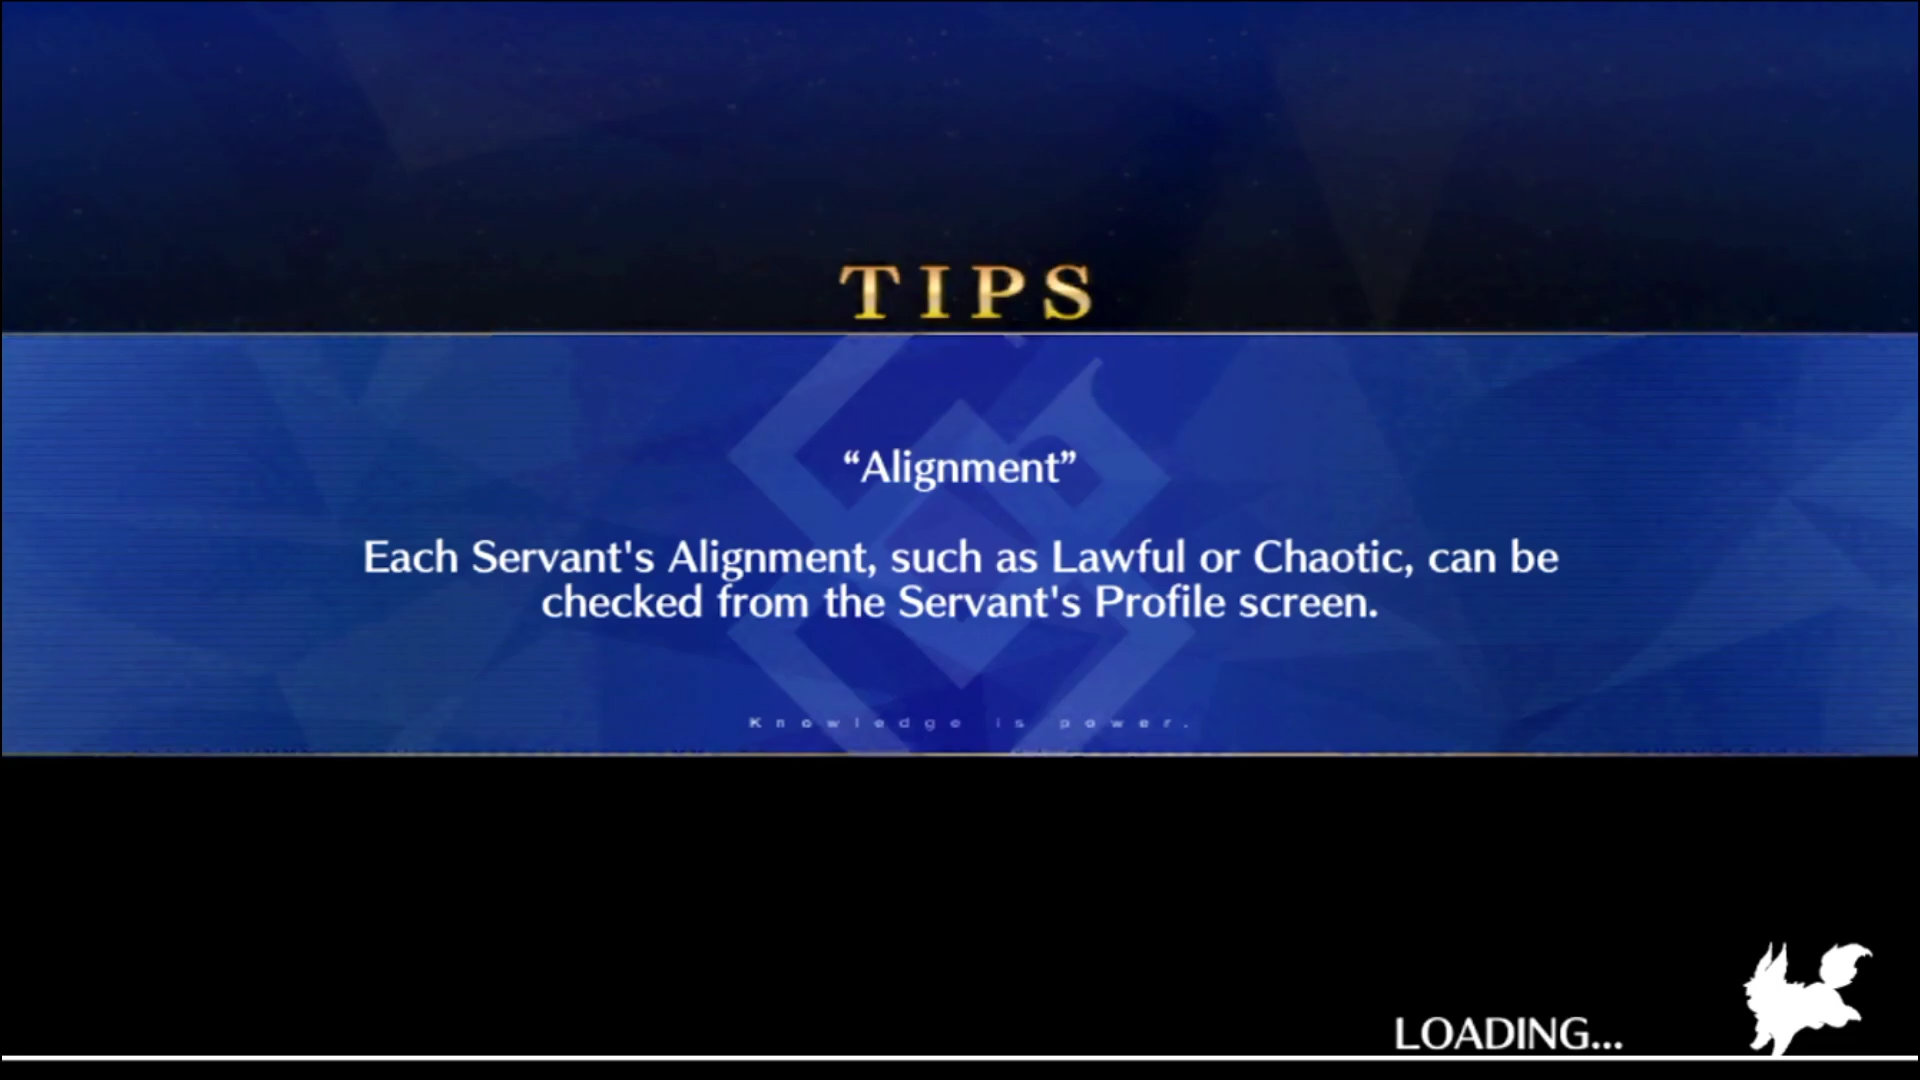 TIPS
“Alignment”
Each Servant's Alignment, such as Lawful or Chaotic, can be
checked from the Servant's Profile screen.
Knowledge is power.
LOADING...